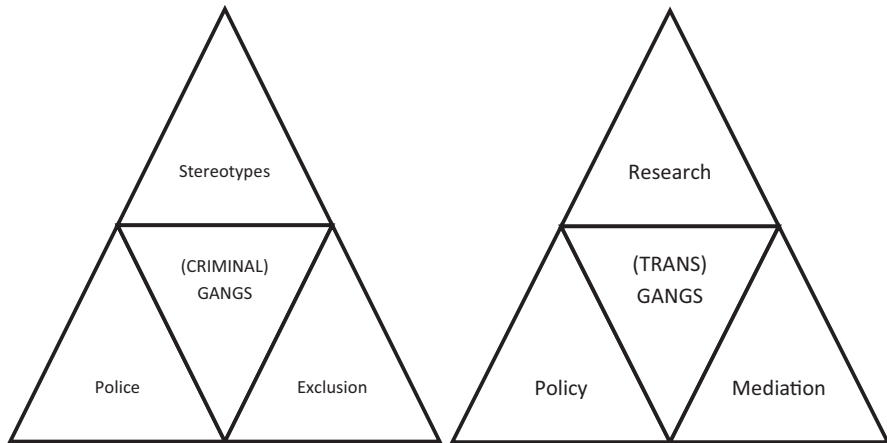 Stereotypes
(CRIMINAL)
GANGS
Police
Exclusion
Research
(TRANS)
GANGS
Policy
Mediation